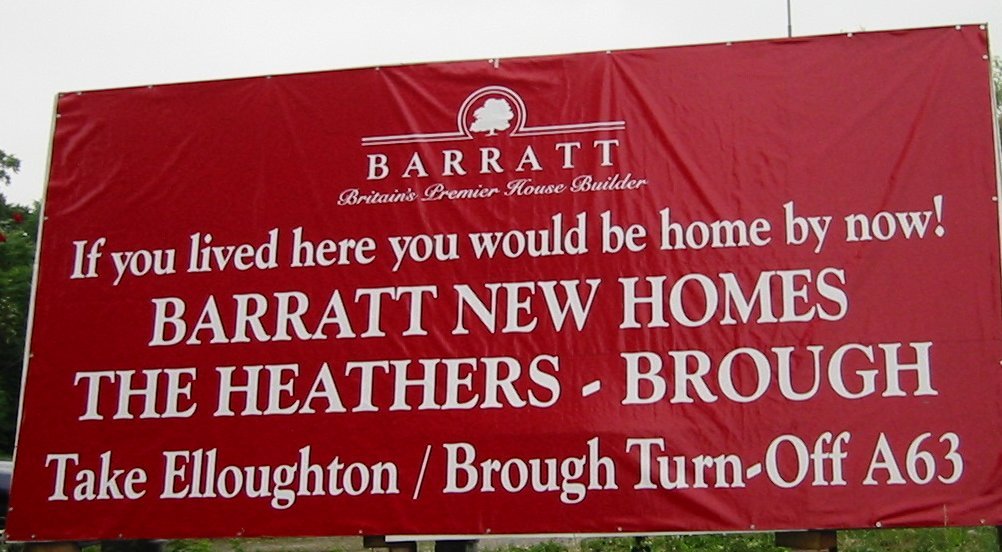 BARRATT
Britain's Premier House Builder
If you lived here you would be home by now!
BARRATT NEW HOMES
THE HEATHERS - BROUGH
Take Elloughton / Brough Turn-Off A63